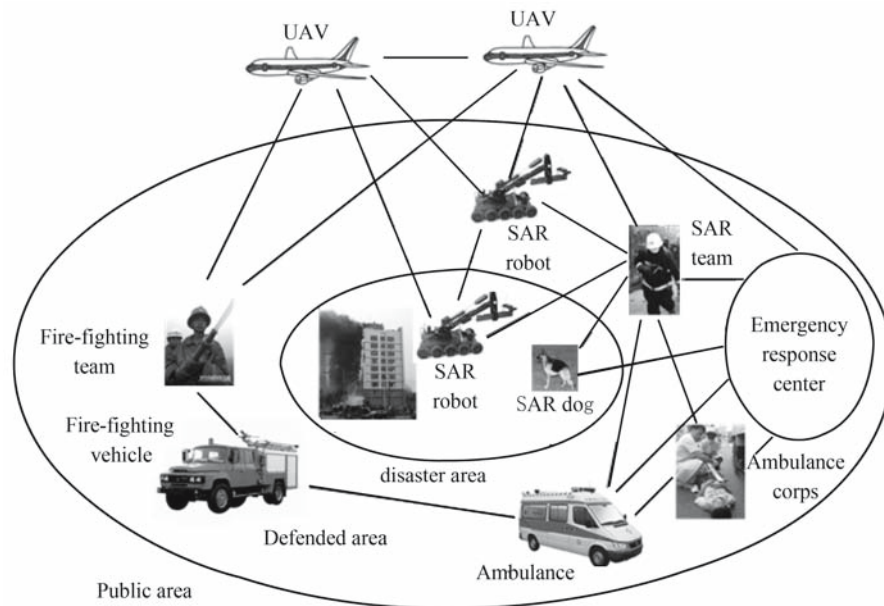 UAV
UAV
SAR
robot
SAR
team
Fire-fighting
team
Emergency
response
center
SAR
robot
SAR dog
Fire-fighting
vehicle
disaster area
Ambulance
corps
Defended area
Ambulance
Public area